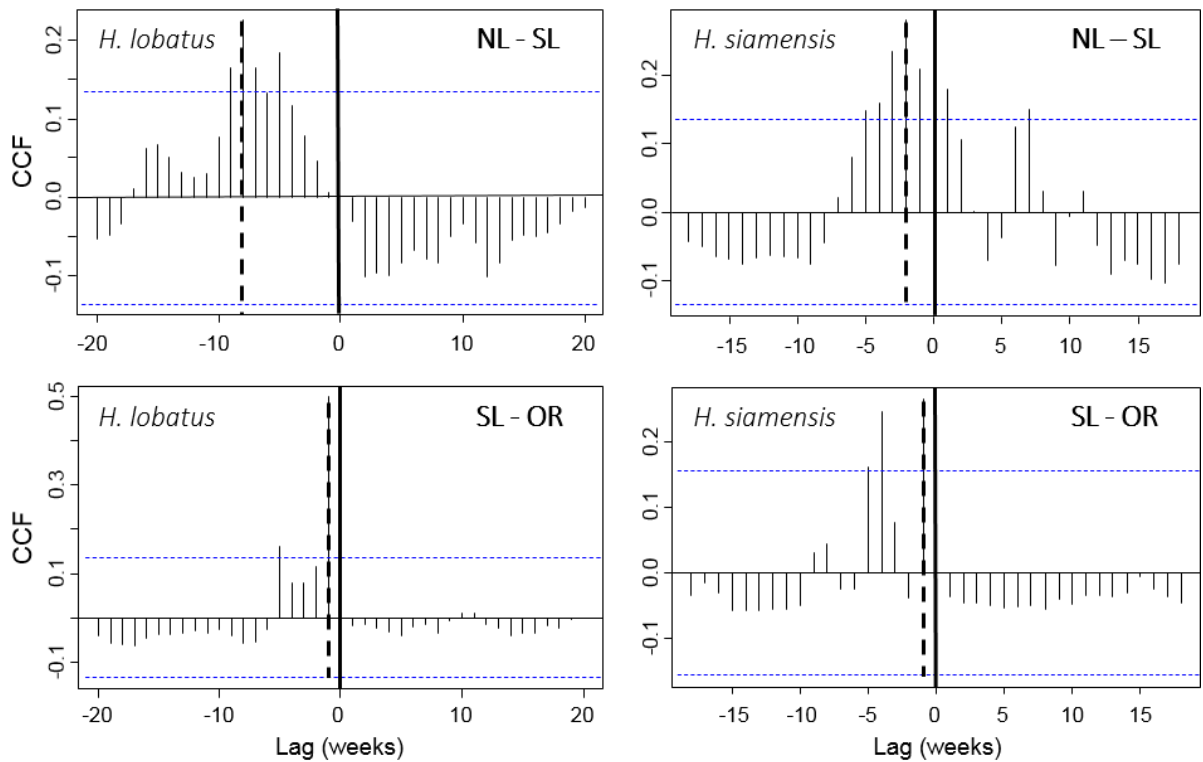 H. lobatus NL - SL
CCF
0.2
0.1
0.0
-0.1
-20 -10 0 10 20
H. siamensis NL – SL
0.2
0.1
0.0
-0.1
-15 -10 -5 0 5 10 15
H. lobatus SL - OR
CCF
0.5
0.3
0.1
-0.1
-20 -10 0 10 20
Lag (weeks)
H. siamensis SL - OR
0.2
0.1
0.0
-0.1
-15 -10 -5 0 5 10 15
Lag (weeks)